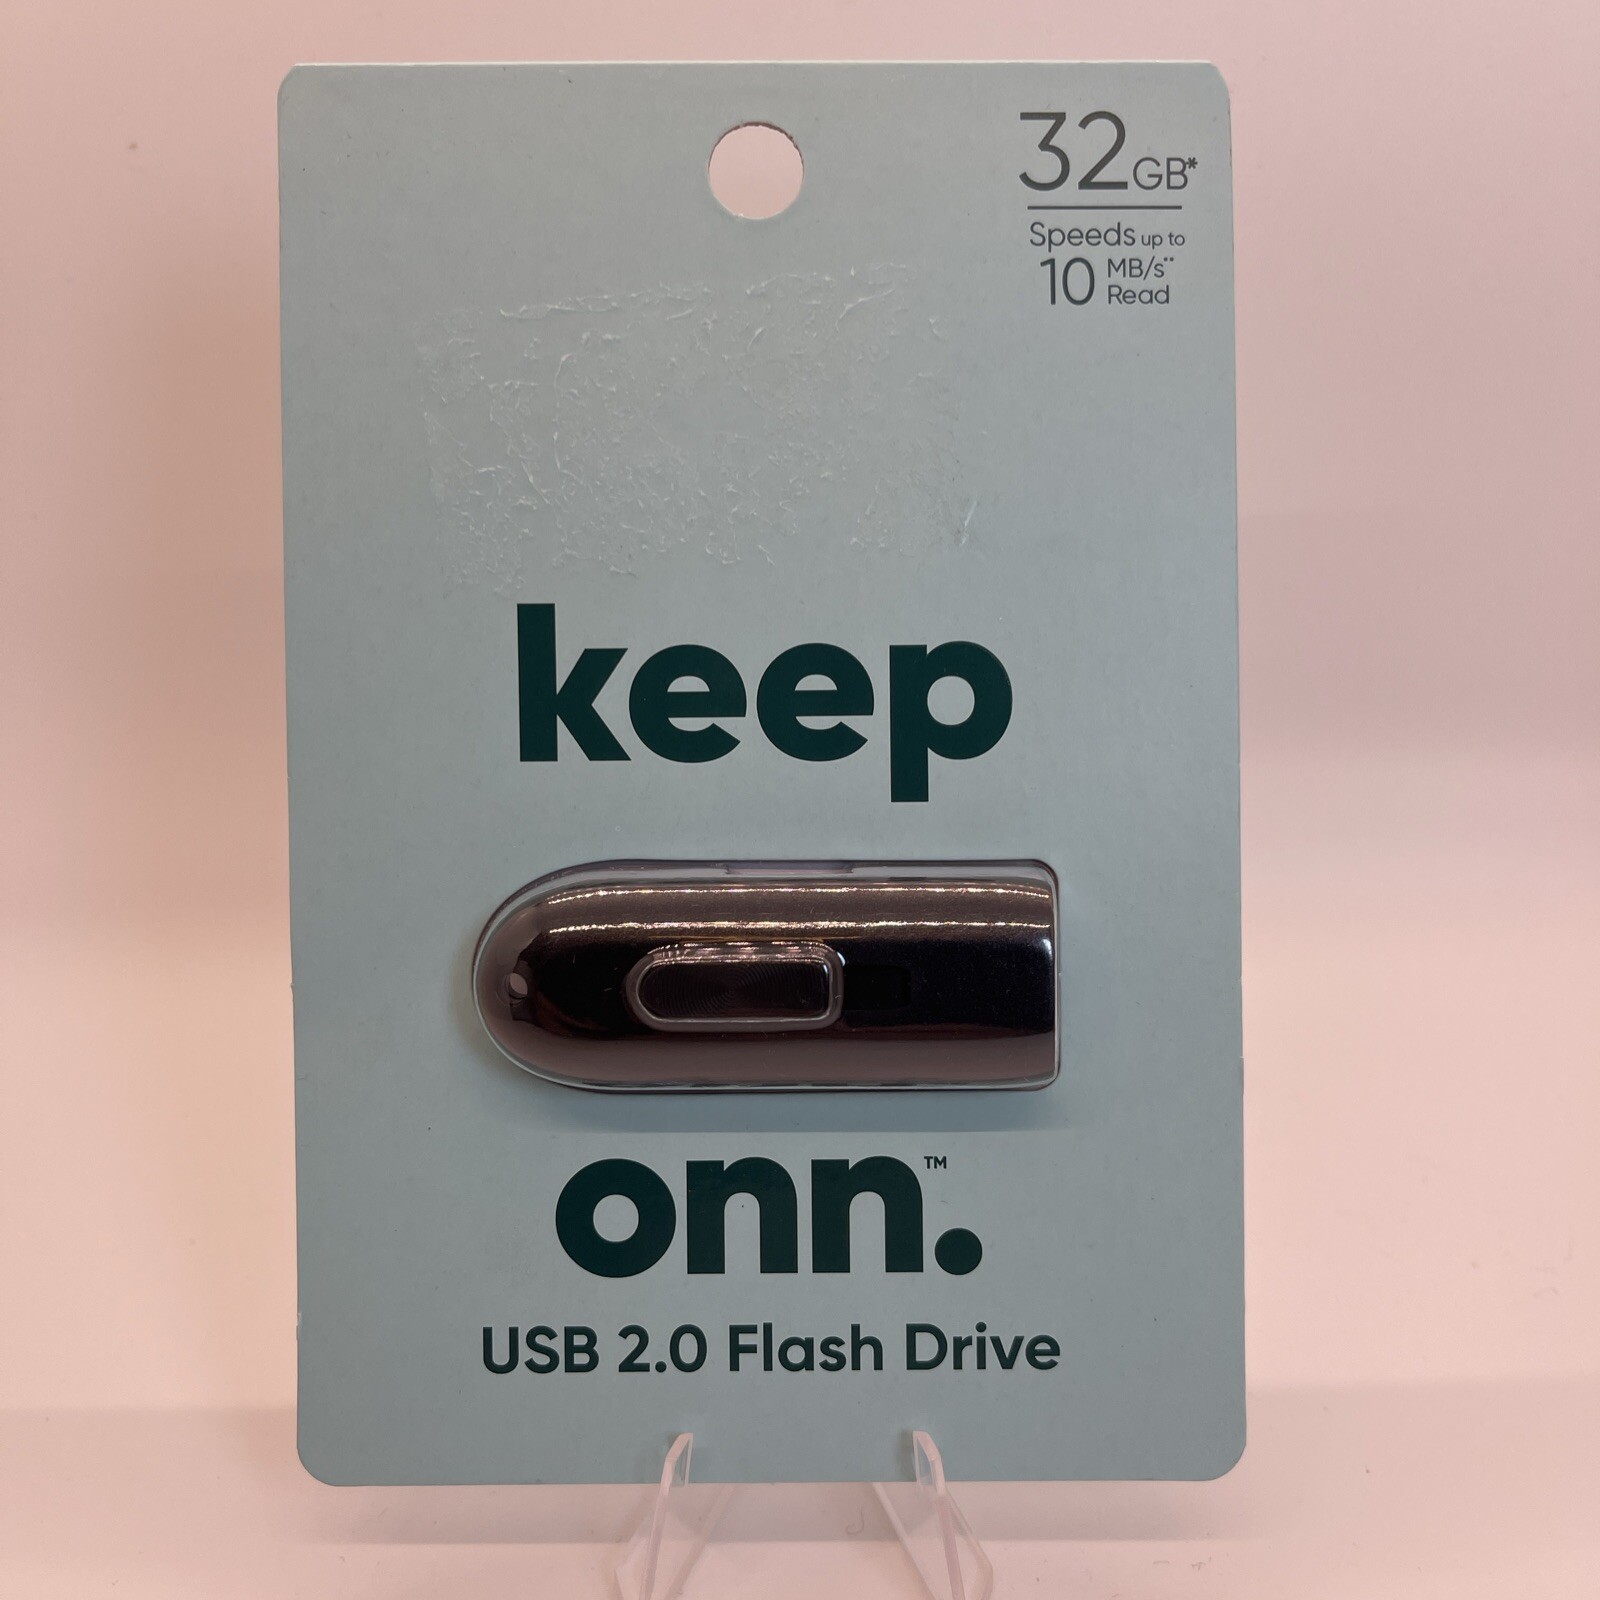 32GB*
Speeds up to
10 MB/s**
Read
keep
onn.™
USB 2.0 Flash Drive